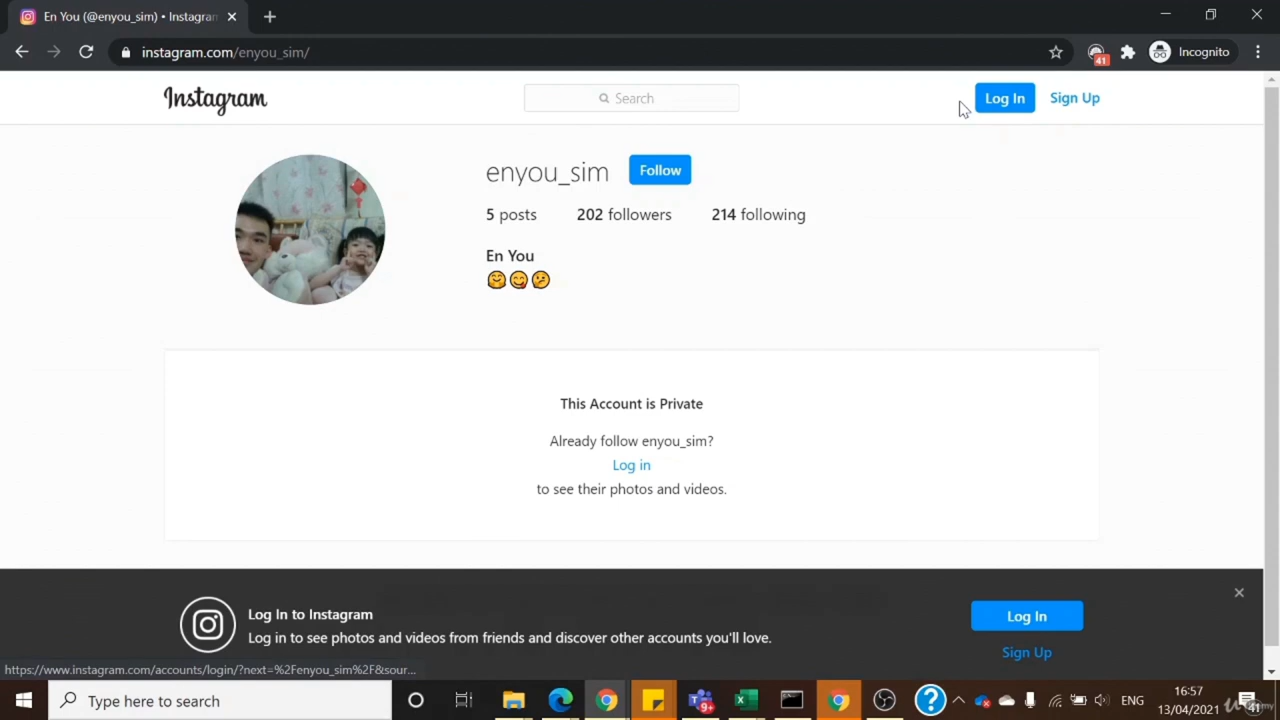 En You (@enyou_sim) • Instagram
instagram.com/enyou_sim/
41
Incognito
Instagram
Search
Log In
Sign Up
enyou_sim
Follow
5 posts
202 followers
214 following
En You
This Account is Private
Already follow enyou_sim?
Log in
to see their photos and videos.
Log In to Instagram
Log in to see photos and videos from friends and discover other accounts you'll love.
Log In
Sign Up
https://www.instagram.com/accounts/login/?next=%2Fenyou_sim%2F&sour...
Type here to search
9+
ENG
16:57
13/04/2021
41